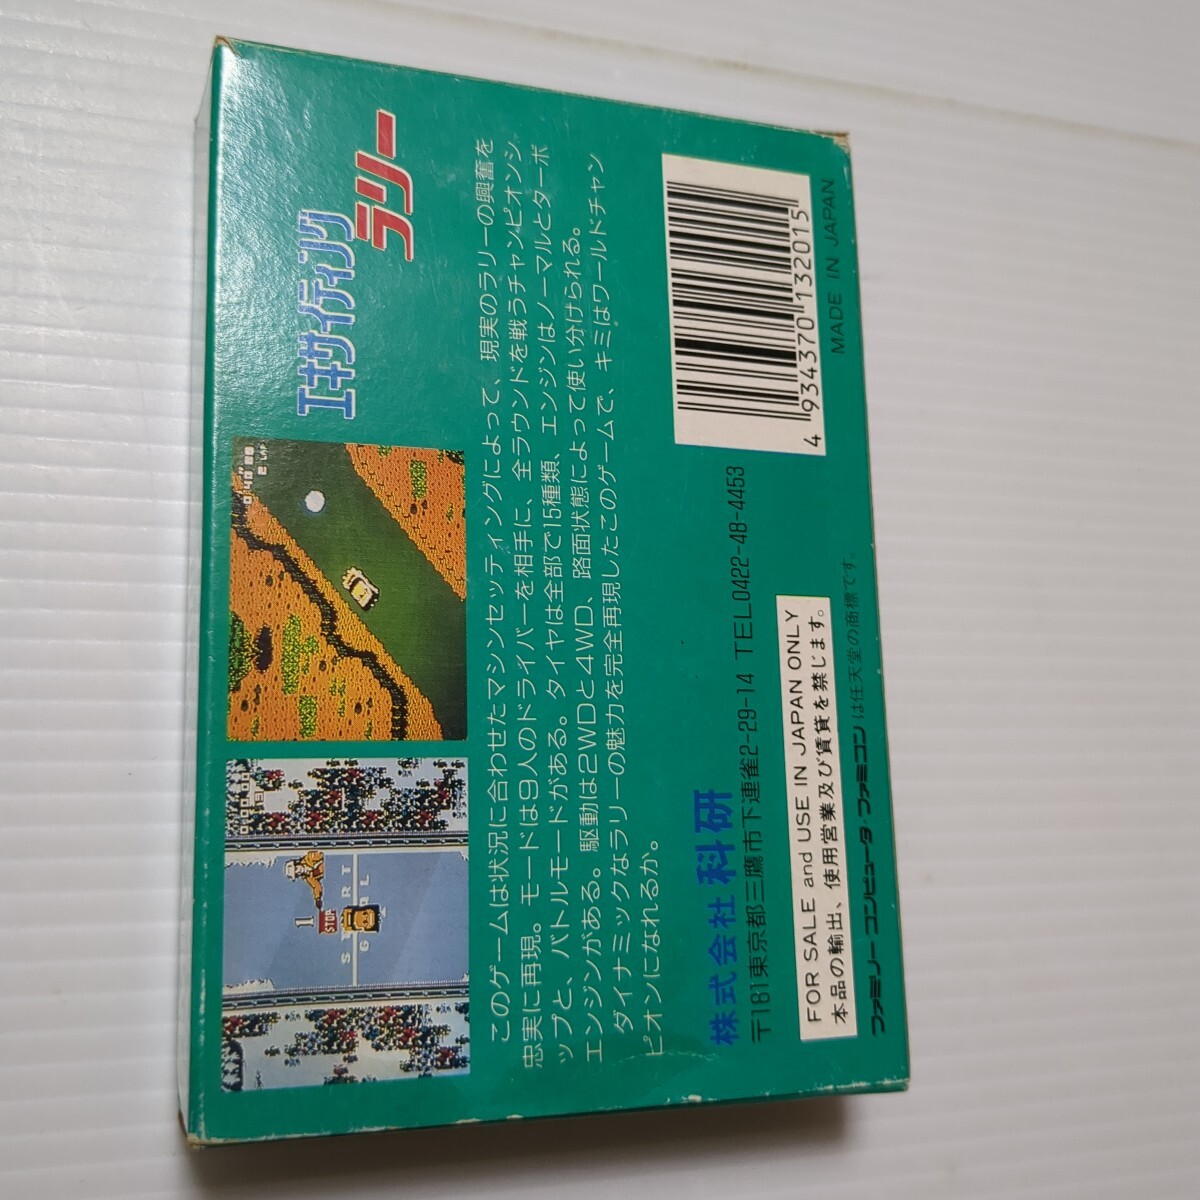 エキサイティング
ラリー
0'40"88
2 LAP
1
STOP
START
GOAL
このゲームは状況に合わせたマシンセッティングによって、現実のラリーの興奮を
忠実に再現。モードは9人のドライバーを相手に、全ラウンドを戦うチャンピオンシ
ップと、バトルモードがある。タイヤは全部で15種類、エンジンはノーマルとターボ
エンジンがある。駆動は2WDと4WD、路面状態によって使い分けられる。
ダイナミックなラリーの魅力を完全再現したこのゲームで、キミはワールドチャン
ピオンになれるか。
株式会社 科研
〒181東京都三鷹市下連雀2-29-14 TEL0422-48-4453
FOR SALE and USE IN JAPAN ONLY
本品の輸出、使用営業及び賃貸を禁じます。
ファミリーコンピュータ・ファミコンは任天堂の商標です。
4 934370 132015
MADE IN JAPAN